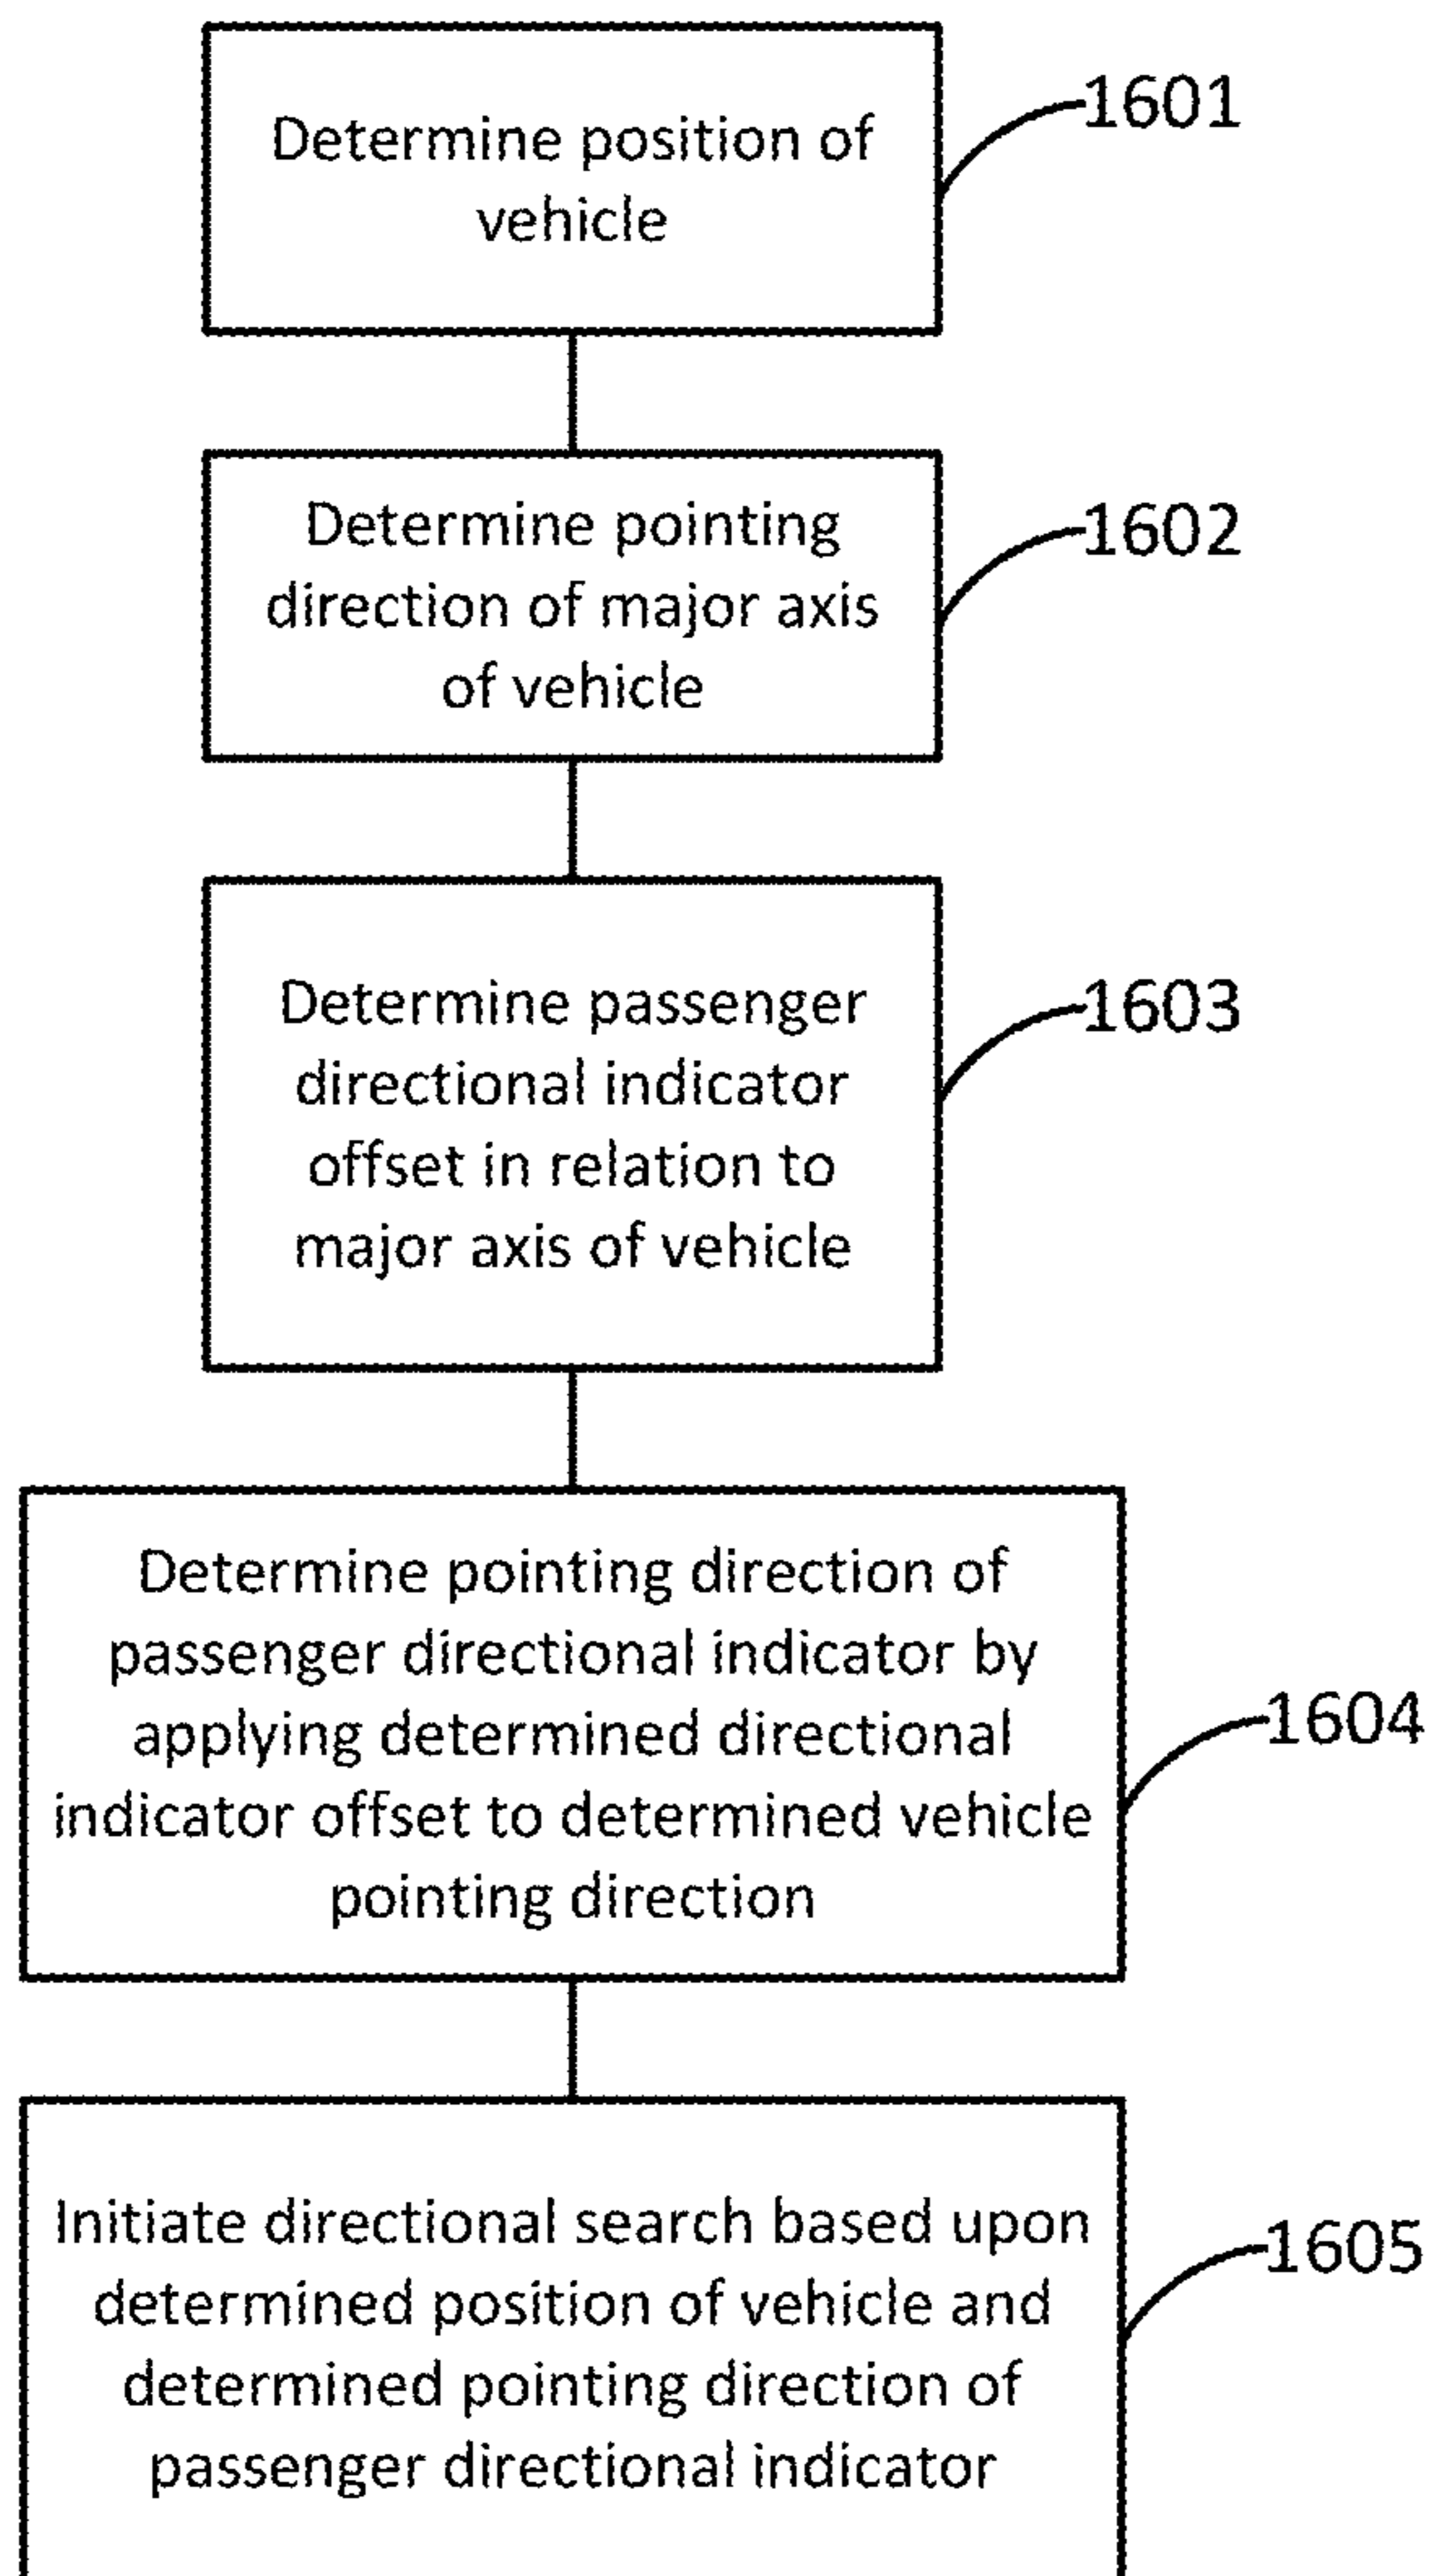 Determine position of
vehicle
1601
Determine pointing
direction of major axis
of vehicle
1602
Determine passenger
directional indicator
offset in relation to
major axis of vehicle
1603
Determine pointing direction of
passenger directional indicator by
applying determined directional
indicator offset to determined vehicle
pointing direction
1604
Initiate directional search based upon
determined position of vehicle and
determined pointing direction of
passenger directional indicator
1605